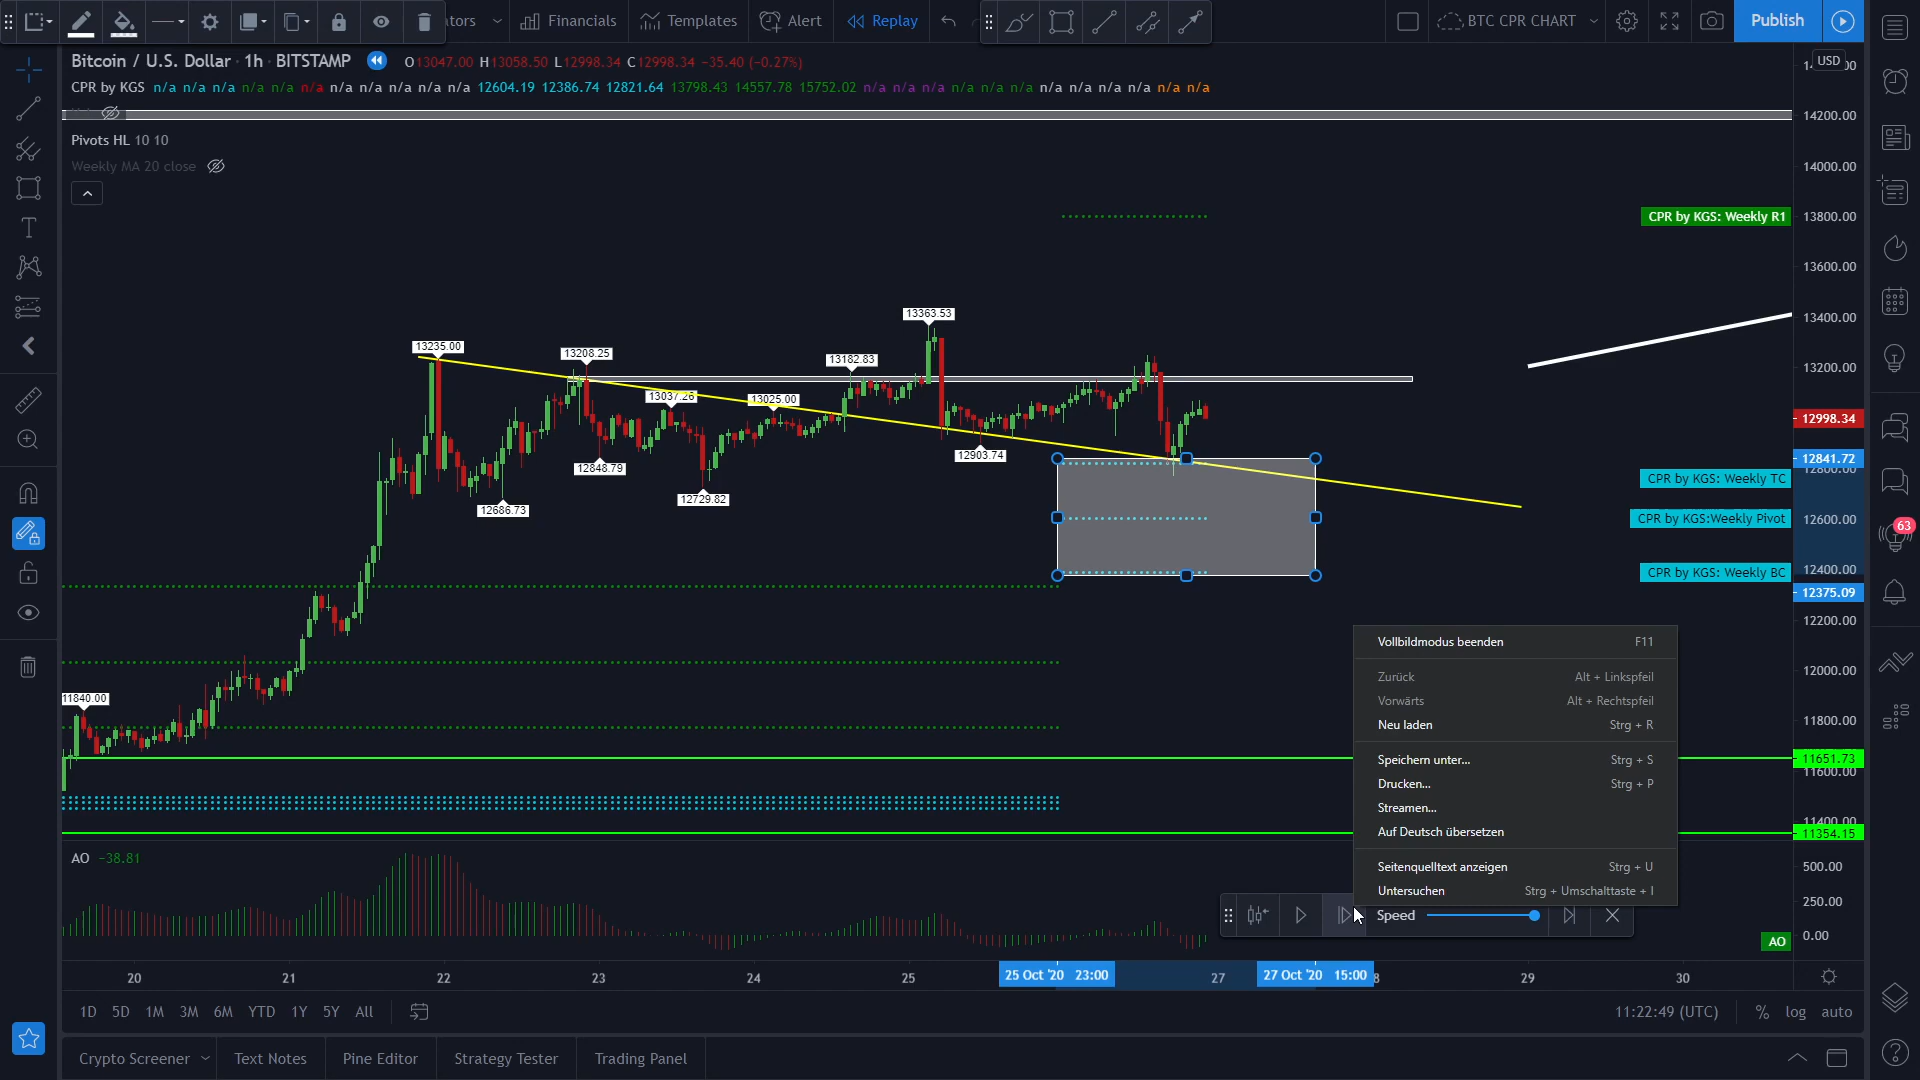 tors Financials Templates Alert Replay BTC CPR CHART Publish
Bitcoin / U.S. Dollar · 1h · BITSTAMP O13047.00 H13058.50 L12998.34 C12998.34 −35.40 (−0.27%)
USD
CPR by KGS n/a n/a n/a n/a n/a n/a n/a n/a n/a n/a n/a 12604.19 12386.74 12821.64 13798.43 14557.78 15752.02 n/a n/a n/a n/a n/a n/a n/a n/a n/a n/a n/a n/a
14200.00
Pivots HL 10 10
Weekly MA 20 close
14000.00
CPR by KGS: Weekly R1
13800.00
13600.00
13363.53
13400.00
13235.00
13208.25
13182.83
13200.00
13037.26
13025.00
12998.34
12903.74
12841.72
12848.79
12800.00
CPR by KGS: Weekly TC
12729.82
12686.73
CPR by KGS:Weekly Pivot
12600.00
CPR by KGS: Weekly BC
12400.00
12375.09
12200.00
Vollbildmodus beenden F11
Zurück Alt + Linkspfeil
12000.00
Vorwärts Alt + Rechtspfeil
11840.00
Neu laden Strg + R
11800.00
Speichern unter... Strg + S
11651.73
11600.00
Drucken... Strg + P
Streamen...
11400.00
Auf Deutsch übersetzen
11354.15
AO −38.81
Seitenquelltext anzeigen Strg + U
500.00
Untersuchen Strg + Umschalttaste + I
250.00
Speed
0.00
AO
20 21 22 23 24 25 25 Oct '20 23:00 27 27 Oct '20 15:00 8 29 30
1D 5D 1M 3M 6M YTD 1Y 5Y All 11:22:49 (UTC) % log auto
Crypto Screener Text Notes Pine Editor Strategy Tester Trading Panel
63